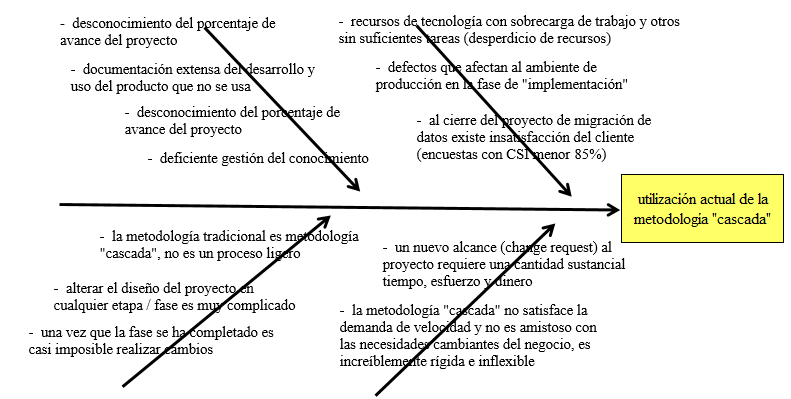 - desconocimiento del porcentaje de
avance del proyecto
- documentación extensa del desarrollo y
uso del producto que no se usa
- desconocimiento del porcentaje de
avance del proyecto
- deficiente gestión del conocimiento
- recursos de tecnología con sobrecarga de trabajo y otros
sin suficientes tareas (desperdicio de recursos)
- defectos que afectan al ambiente de
producción en la fase de "implementación"
- al cierre del proyecto de migración de
datos existe insatisfacción del cliente
(encuestas con CSI menor 85%)
utilización actual de la
metodología "cascada"
- la metodología tradicional es metodología
"cascada", no es un proceso ligero
- alterar el diseño del proyecto en
cualquier etapa / fase es muy complicado
- una vez que la fase se ha completado es
casi imposible realizar cambios
- un nuevo alcance (change request) al
proyecto requiere una cantidad sustancial
tiempo, esfuerzo y dinero
- la metodología "cascada" no satisface la
demanda de velocidad y no es amistoso con
las necesidades cambiantes del negocio, es
increíblemente rígida e inflexible